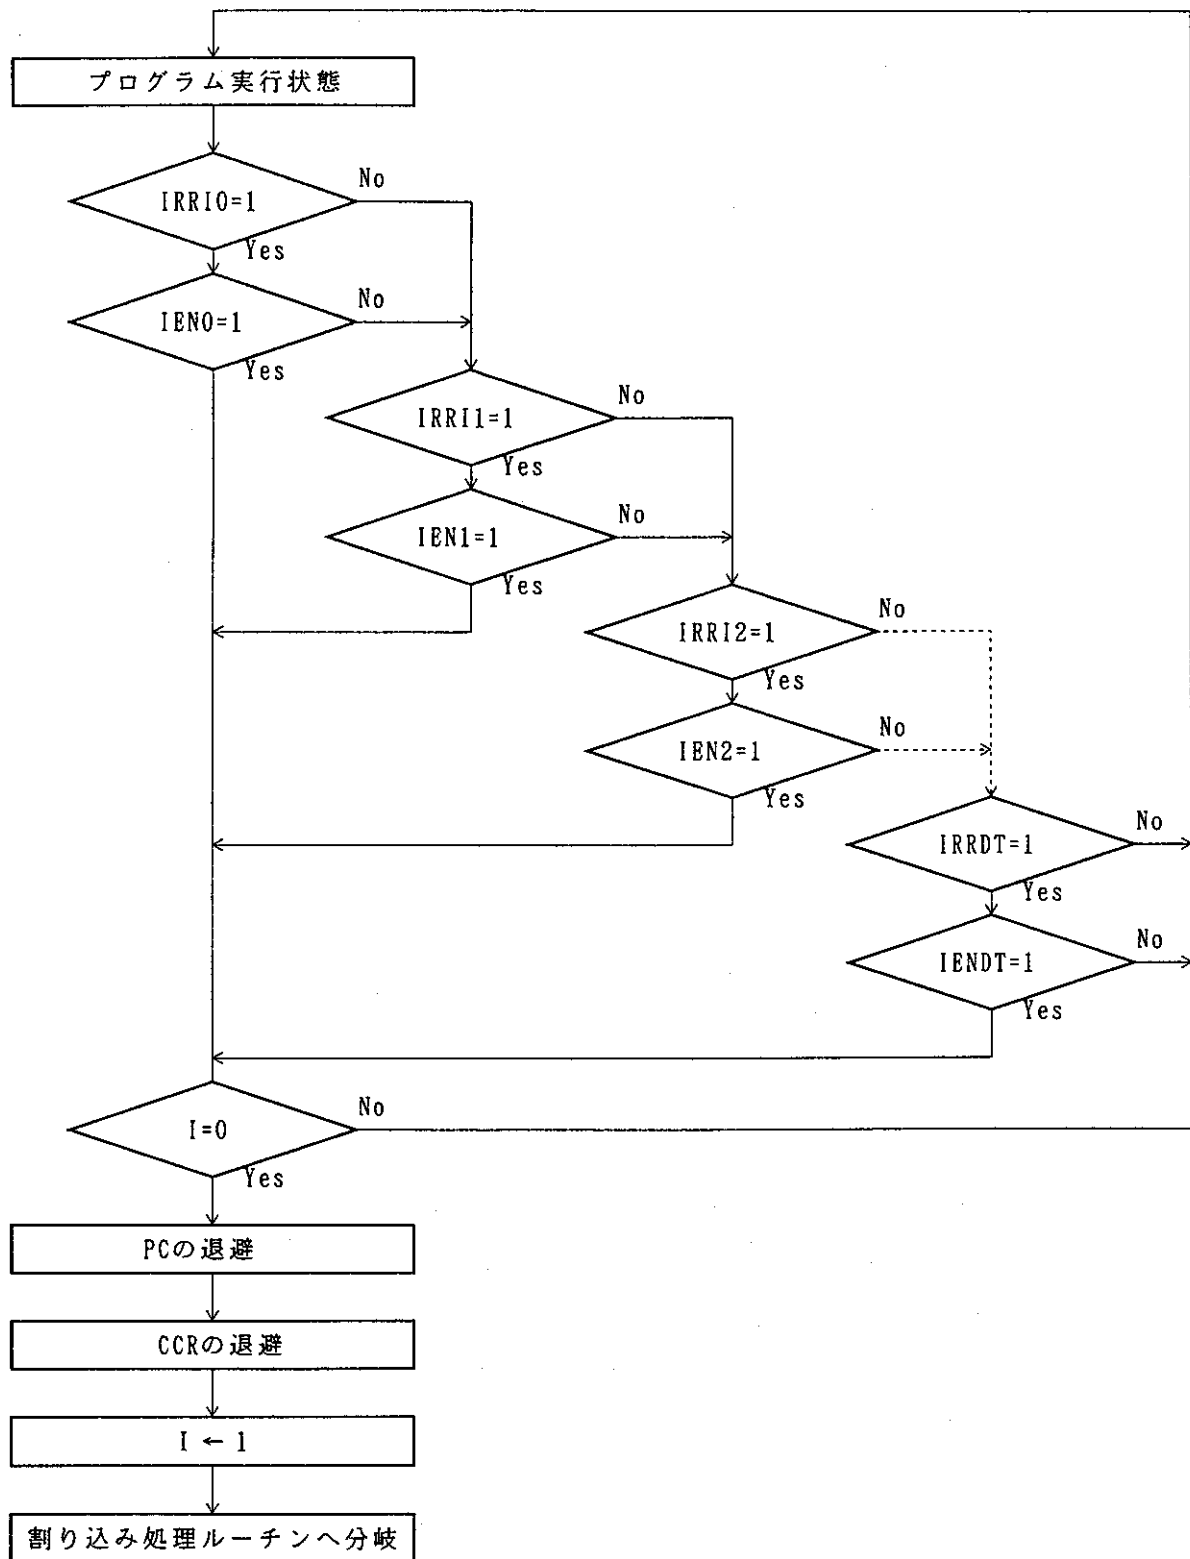 プログラム実行状態
IRRI0=1
No
Yes
IEN0=1
No
Yes
IRRI1=1
No
Yes
IEN1=1
No
Yes
IRRI2=1
No
Yes
IEN2=1
No
Yes
IRRDT=1
No
Yes
IENDT=1
No
Yes
I=0
No
Yes
PCの退避
CCRの退避
I ← 1
割り込み処理ルーチンへ分岐